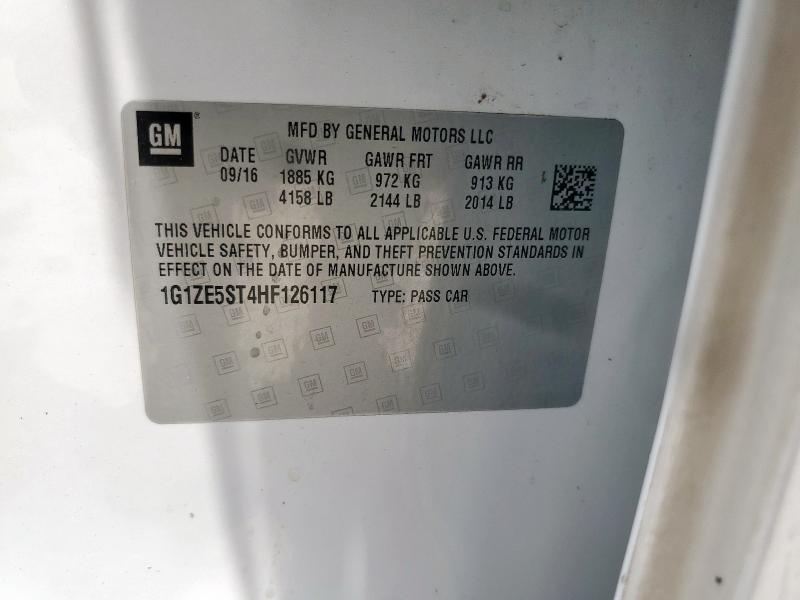 GM ®
MFD BY GENERAL MOTORS LLC
DATE GVWR GAWR FRT GAWR RR
09/16 1885 KG 972 KG 913 KG
4158 LB 2144 LB 2014 LB
THIS VEHICLE CONFORMS TO ALL APPLICABLE U.S. FEDERAL MOTOR
VEHICLE SAFETY, BUMPER, AND THEFT PREVENTION STANDARDS IN
EFFECT ON THE DATE OF MANUFACTURE SHOWN ABOVE.
1G1ZE5ST4HF126117 TYPE: PASS CAR